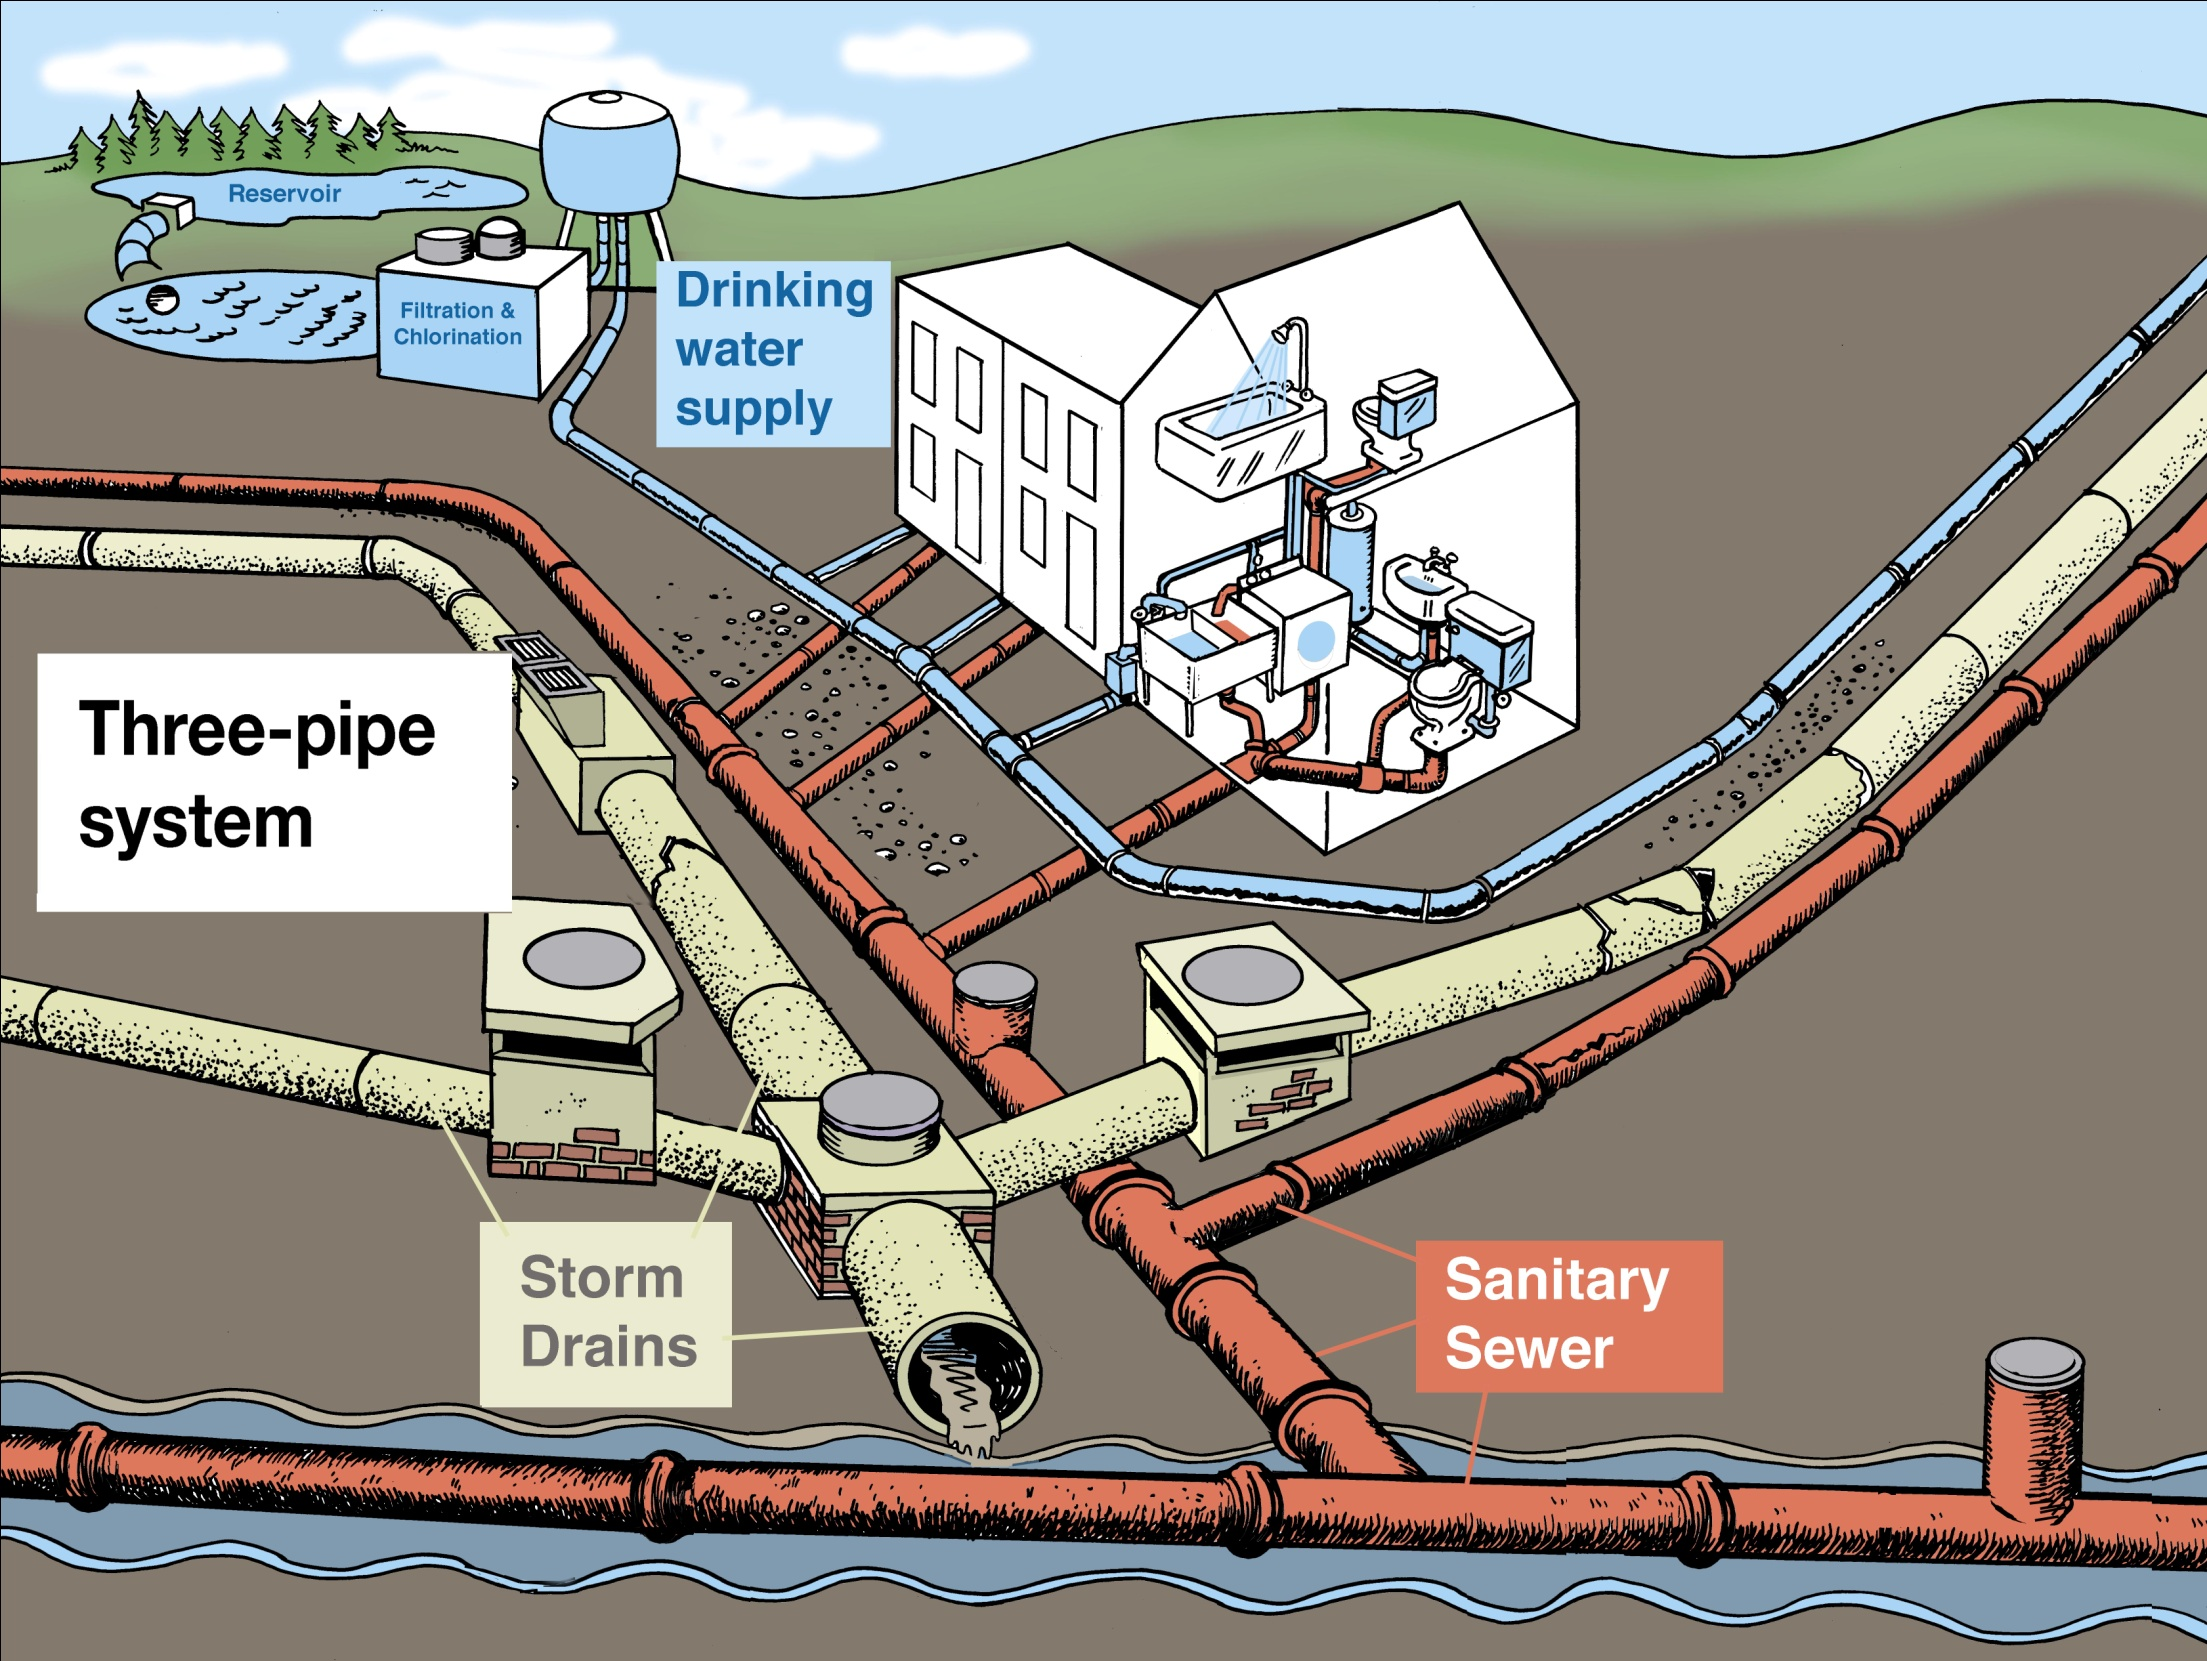 Reservoir
Filtration &
Chlorination
Drinking
water
supply
Three-pipe
system
Storm
Drains
Sanitary
Sewer